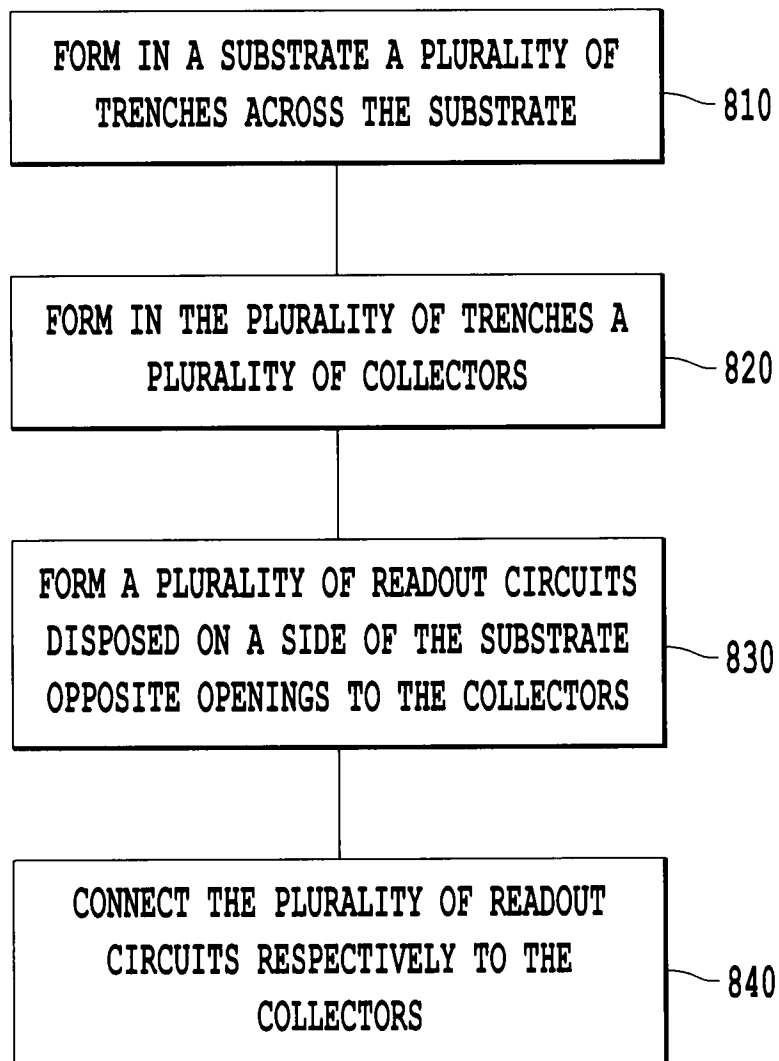 FORM IN A SUBSTRATE A PLURALITY OF
TRENCHES ACROSS THE SUBSTRATE
810
FORM IN THE PLURALITY OF TRENCHES A
PLURALITY OF COLLECTORS
820
FORM A PLURALITY OF READOUT CIRCUITS
DISPOSED ON A SIDE OF THE SUBSTRATE
OPPOSITE OPENINGS TO THE COLLECTORS
830
CONNECT THE PLURALITY OF READOUT
CIRCUITS RESPECTIVELY TO THE
COLLECTORS
840